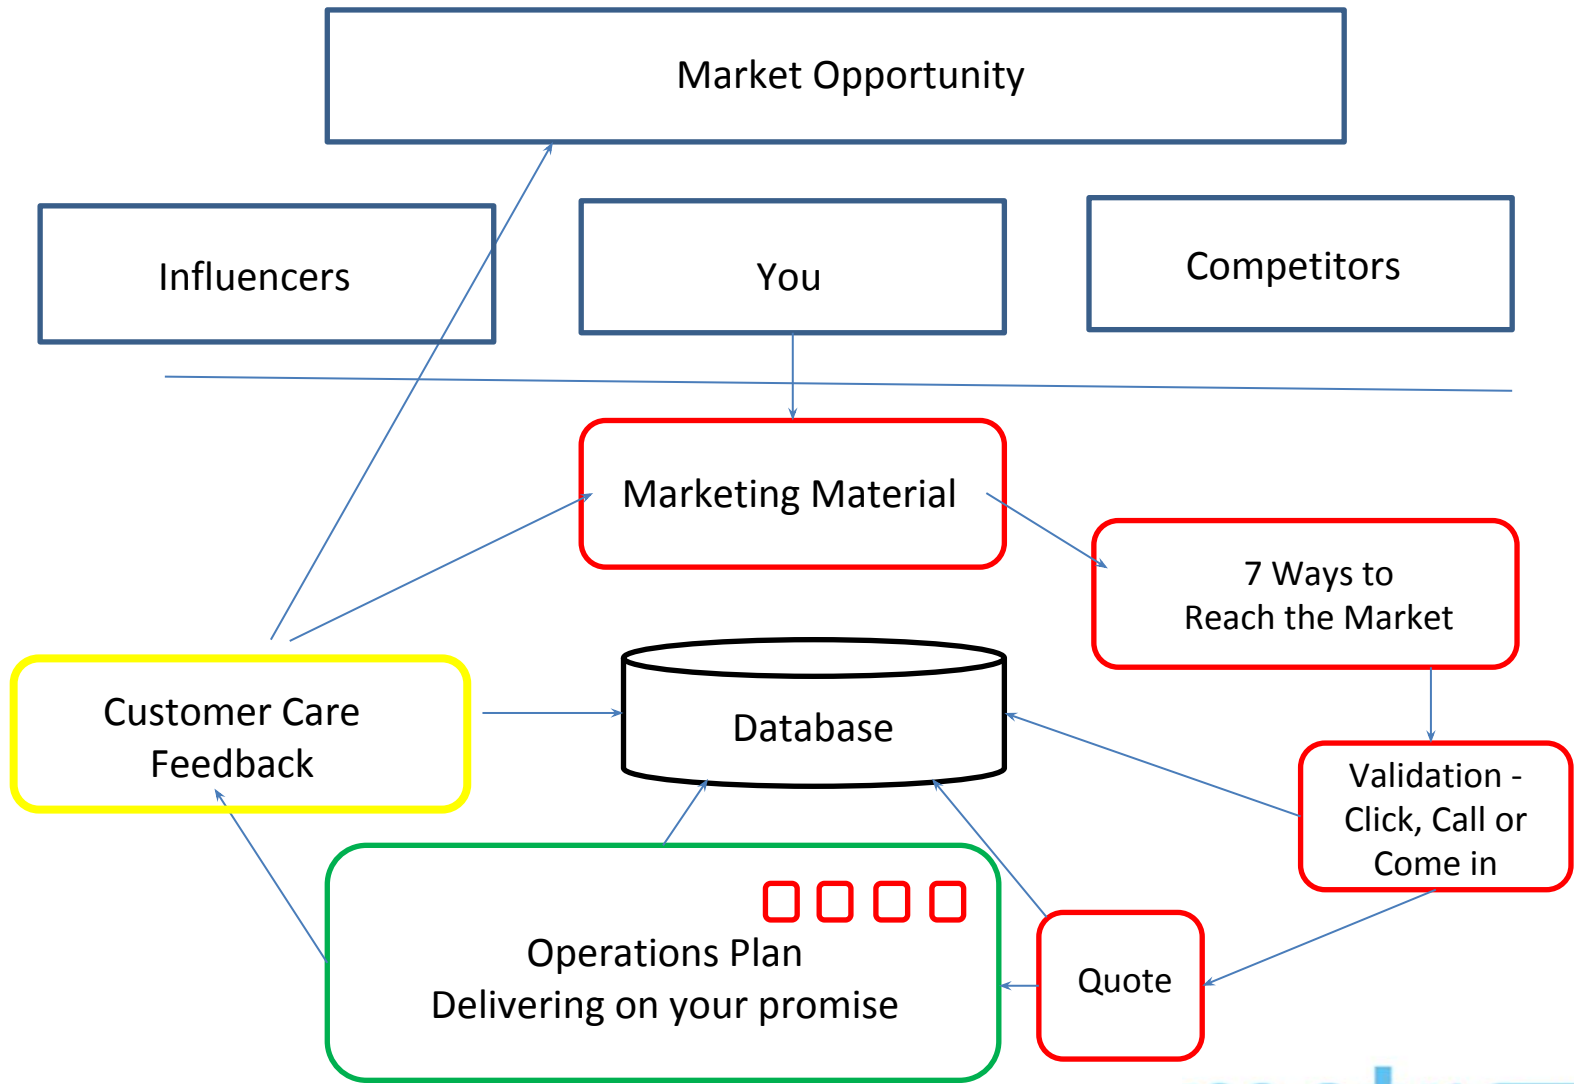 Market Opportunity
Influencers
You
Competitors
Marketing Material
7 Ways to
Reach the Market
Customer Care
Feedback
Database
Validation -
Click, Call or
Come in
Operations Plan
Delivering on your promise
Quote